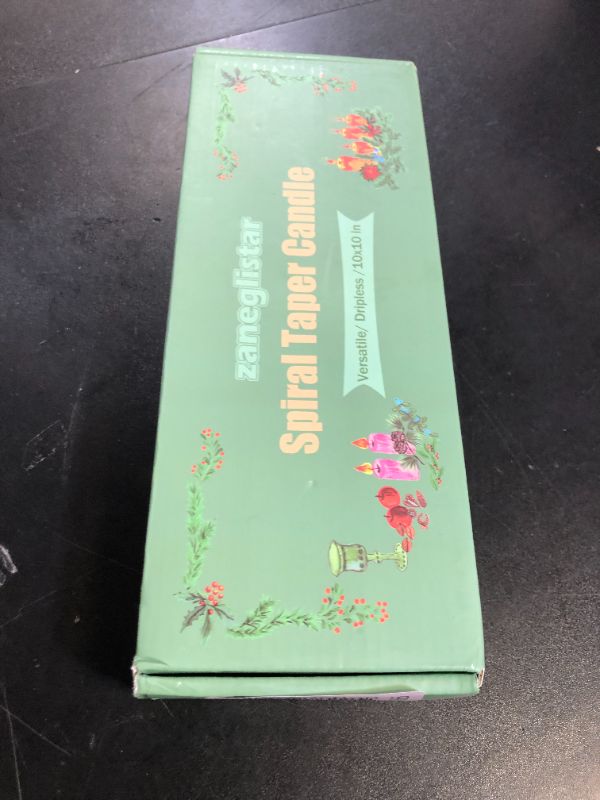 zaneglistar
Spiral Taper Candle
Versatile/ Dripless /10x10 in